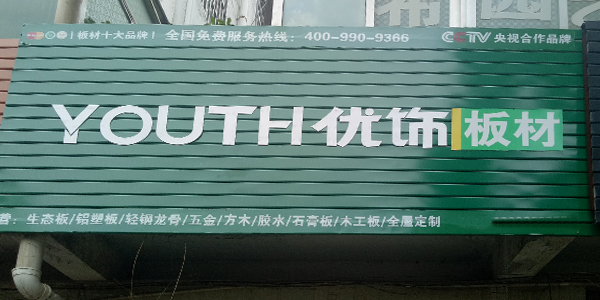 板材十大品牌 全国免费服务热线：400-990-9366 CCTV 央视合作品牌
YOUTH优饰 板材
营：生态板/铝塑板/轻钢龙骨/五金/方木/胶水/石膏板/木工板/全屋定制